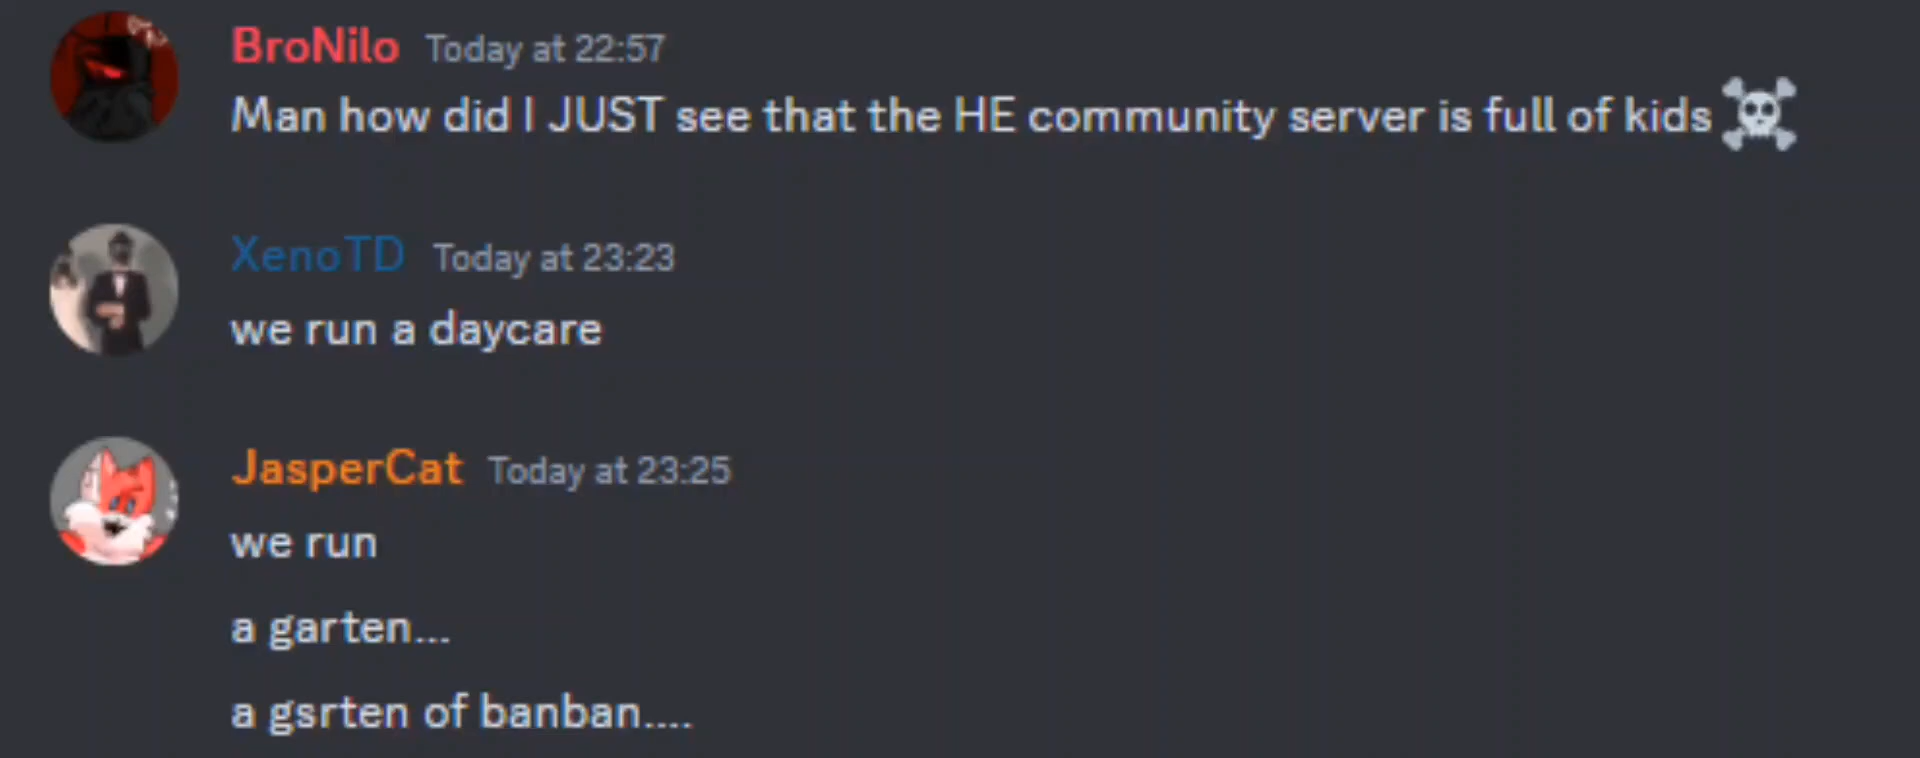 BroNilo Today at 22:57
Man how did I JUST see that the HE community server is full of kids ☠️
XenoTD Today at 23:23
we run a daycare
JasperCat Today at 23:25
we run
a garten...
a gsrten of banban....